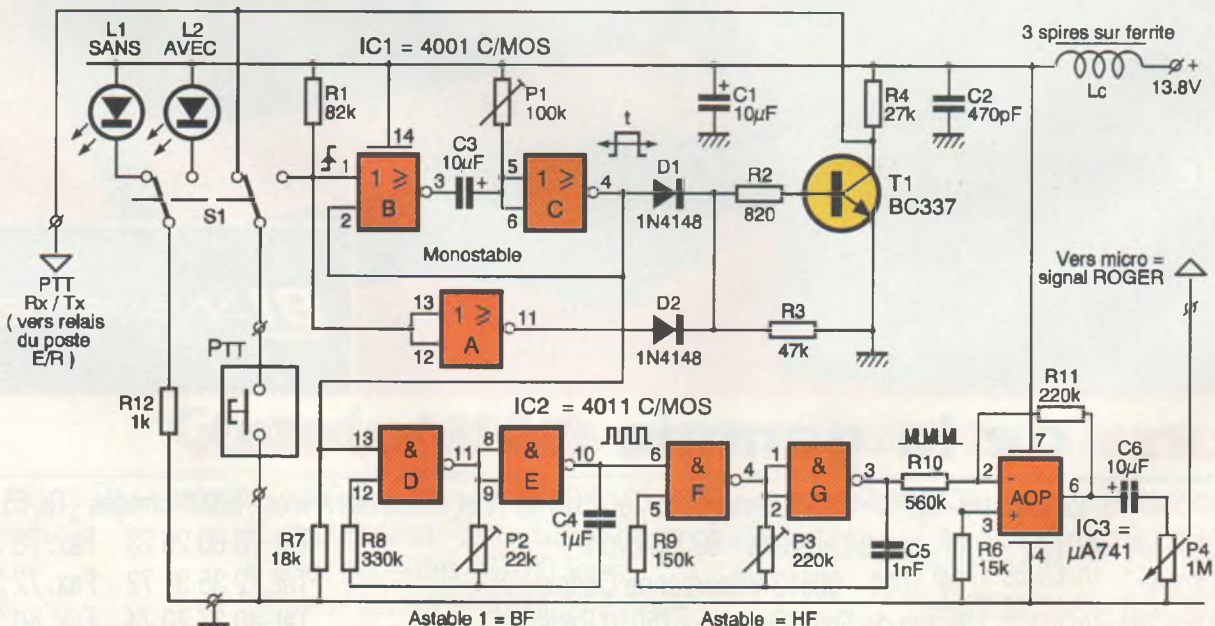 L1
SANS
L2
AVEC
IC1 = 4001 C/MOS
3 spires sur ferrite
Lc
+
13.8V
R1
82k
P1
100k
C1
10µF
+
R4
27k
C2
470pF
14
1
2
1 ≥
B
3
C3
10µF
+
5
6
1 ≥
C
4
t
D1
1N4148
R2
820
T1
BC337
S1
Monostable
PTT
Rx / Tx
( vers relais
du poste
E/R )
PTT
13
12
1 ≥
A
11
D2
1N4148
R3
47k
Vers micro =
signal ROGER
R12
1k
IC2 = 4011 C/MOS
R11
220k
13
12
&
D
11
8
9
&
E
10
6
5
&
F
4
1
2
&
G
3
R10
560k
2
3
-
+
AOP
7
6
4
IC3 =
µA741
C6
10µF
+
P4
1M
R7
18k
R8
330k
P2
22k
C4
1µF
R9
150k
P3
220k
C5
1nF
R6
15k
Astable 1 = BF
Astable = HF